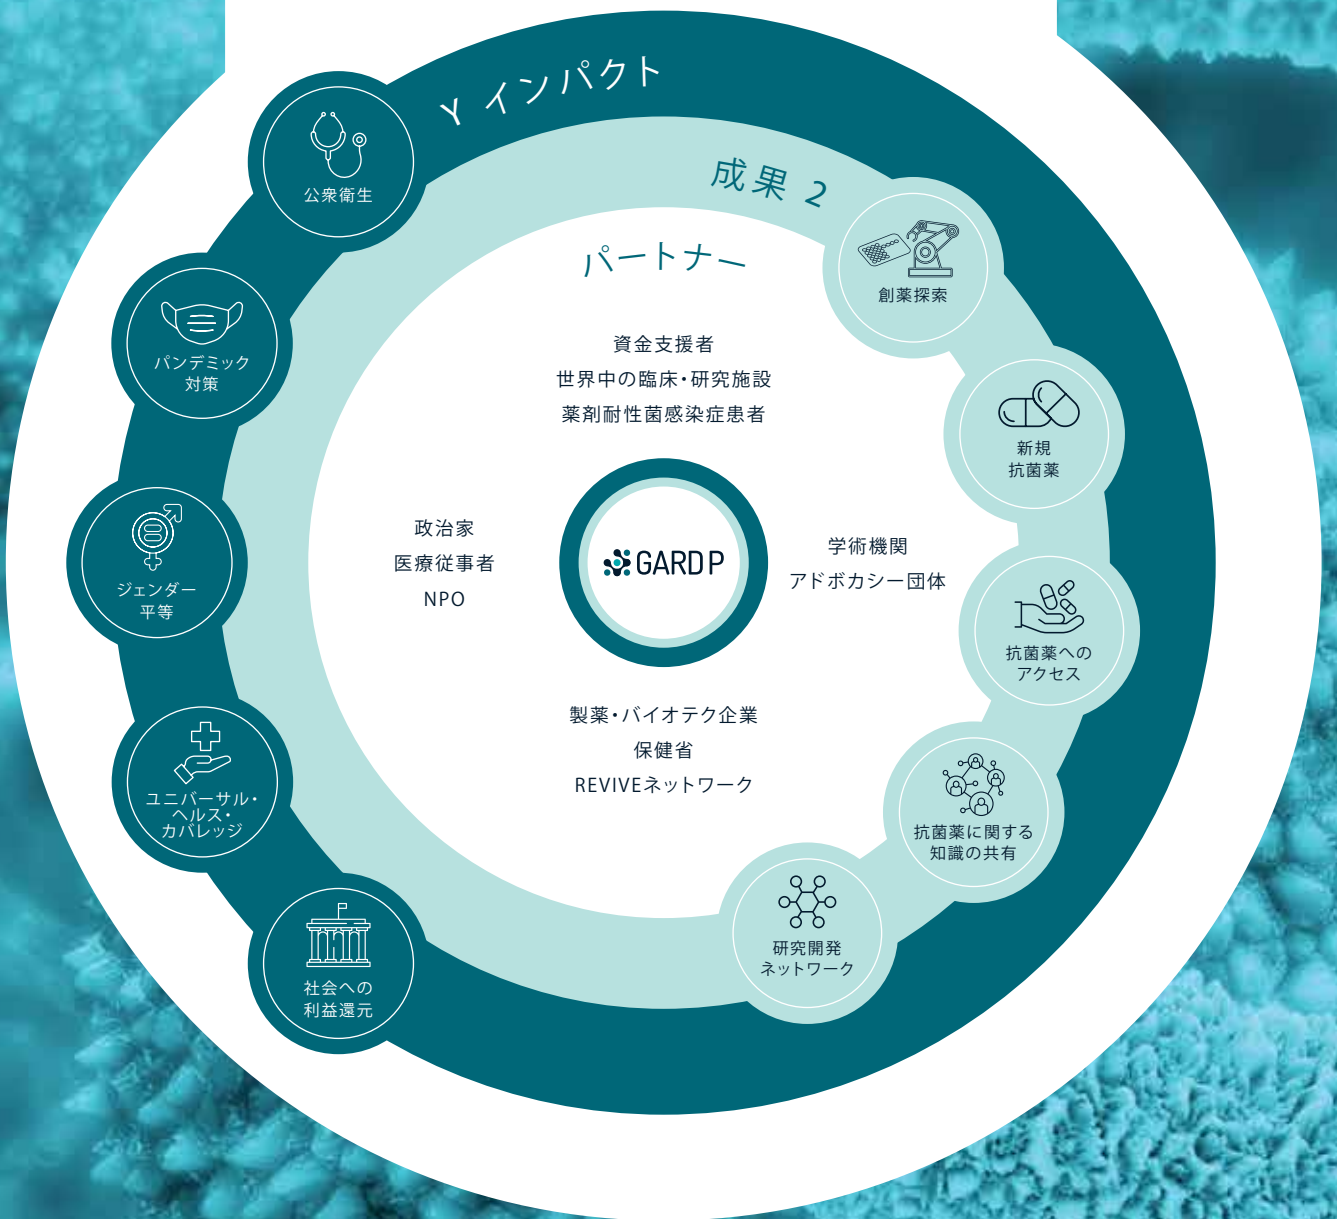 Y インパクト
成果 2
パートナー
公衆衛生
パンデミック
対策
ジェンダー
平等
ユニバーサル・
ヘルス・
カバレッジ
社会への
利益還元
資金支援者
世界中の臨床・研究施設
薬剤耐性菌感染症患者
政治家
医療従事者
NPO
GARDP
学術機関
アドボカシー団体
製薬・バイオテク企業
保健省
REVIVEネットワーク
創薬探索
新規
抗菌薬
抗菌薬への
アクセス
抗菌薬に関する
知識の共有
研究開発
ネットワーク